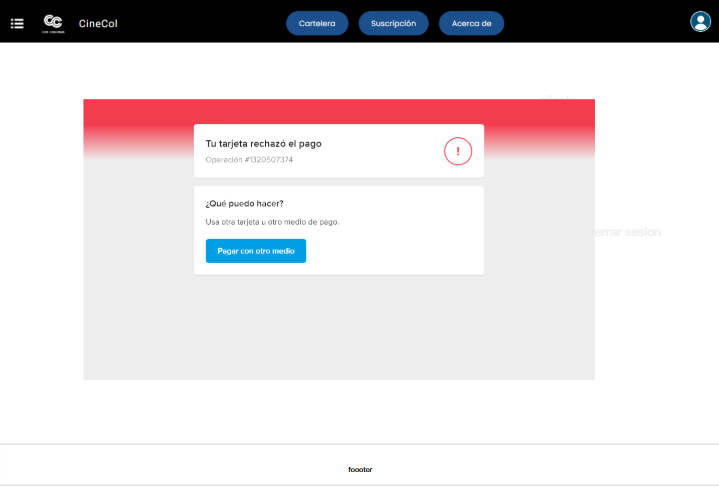 CineCol
Cartelera
Suscripción
Acerca de
Tu tarjeta rechazó el pago
Operación #1320507374
!
¿Qué puedo hacer?
Usa otra tarjeta u otro medio de pago.
Pagar con otro medio
errar sesion
foooter